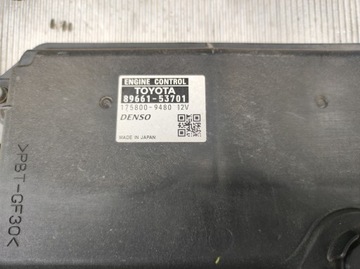 ENGINE CONTROL
TOYOTA
89661-53701
175800-9480 12V
DENSO
MADE IN JAPAN
>PBT-GF30<